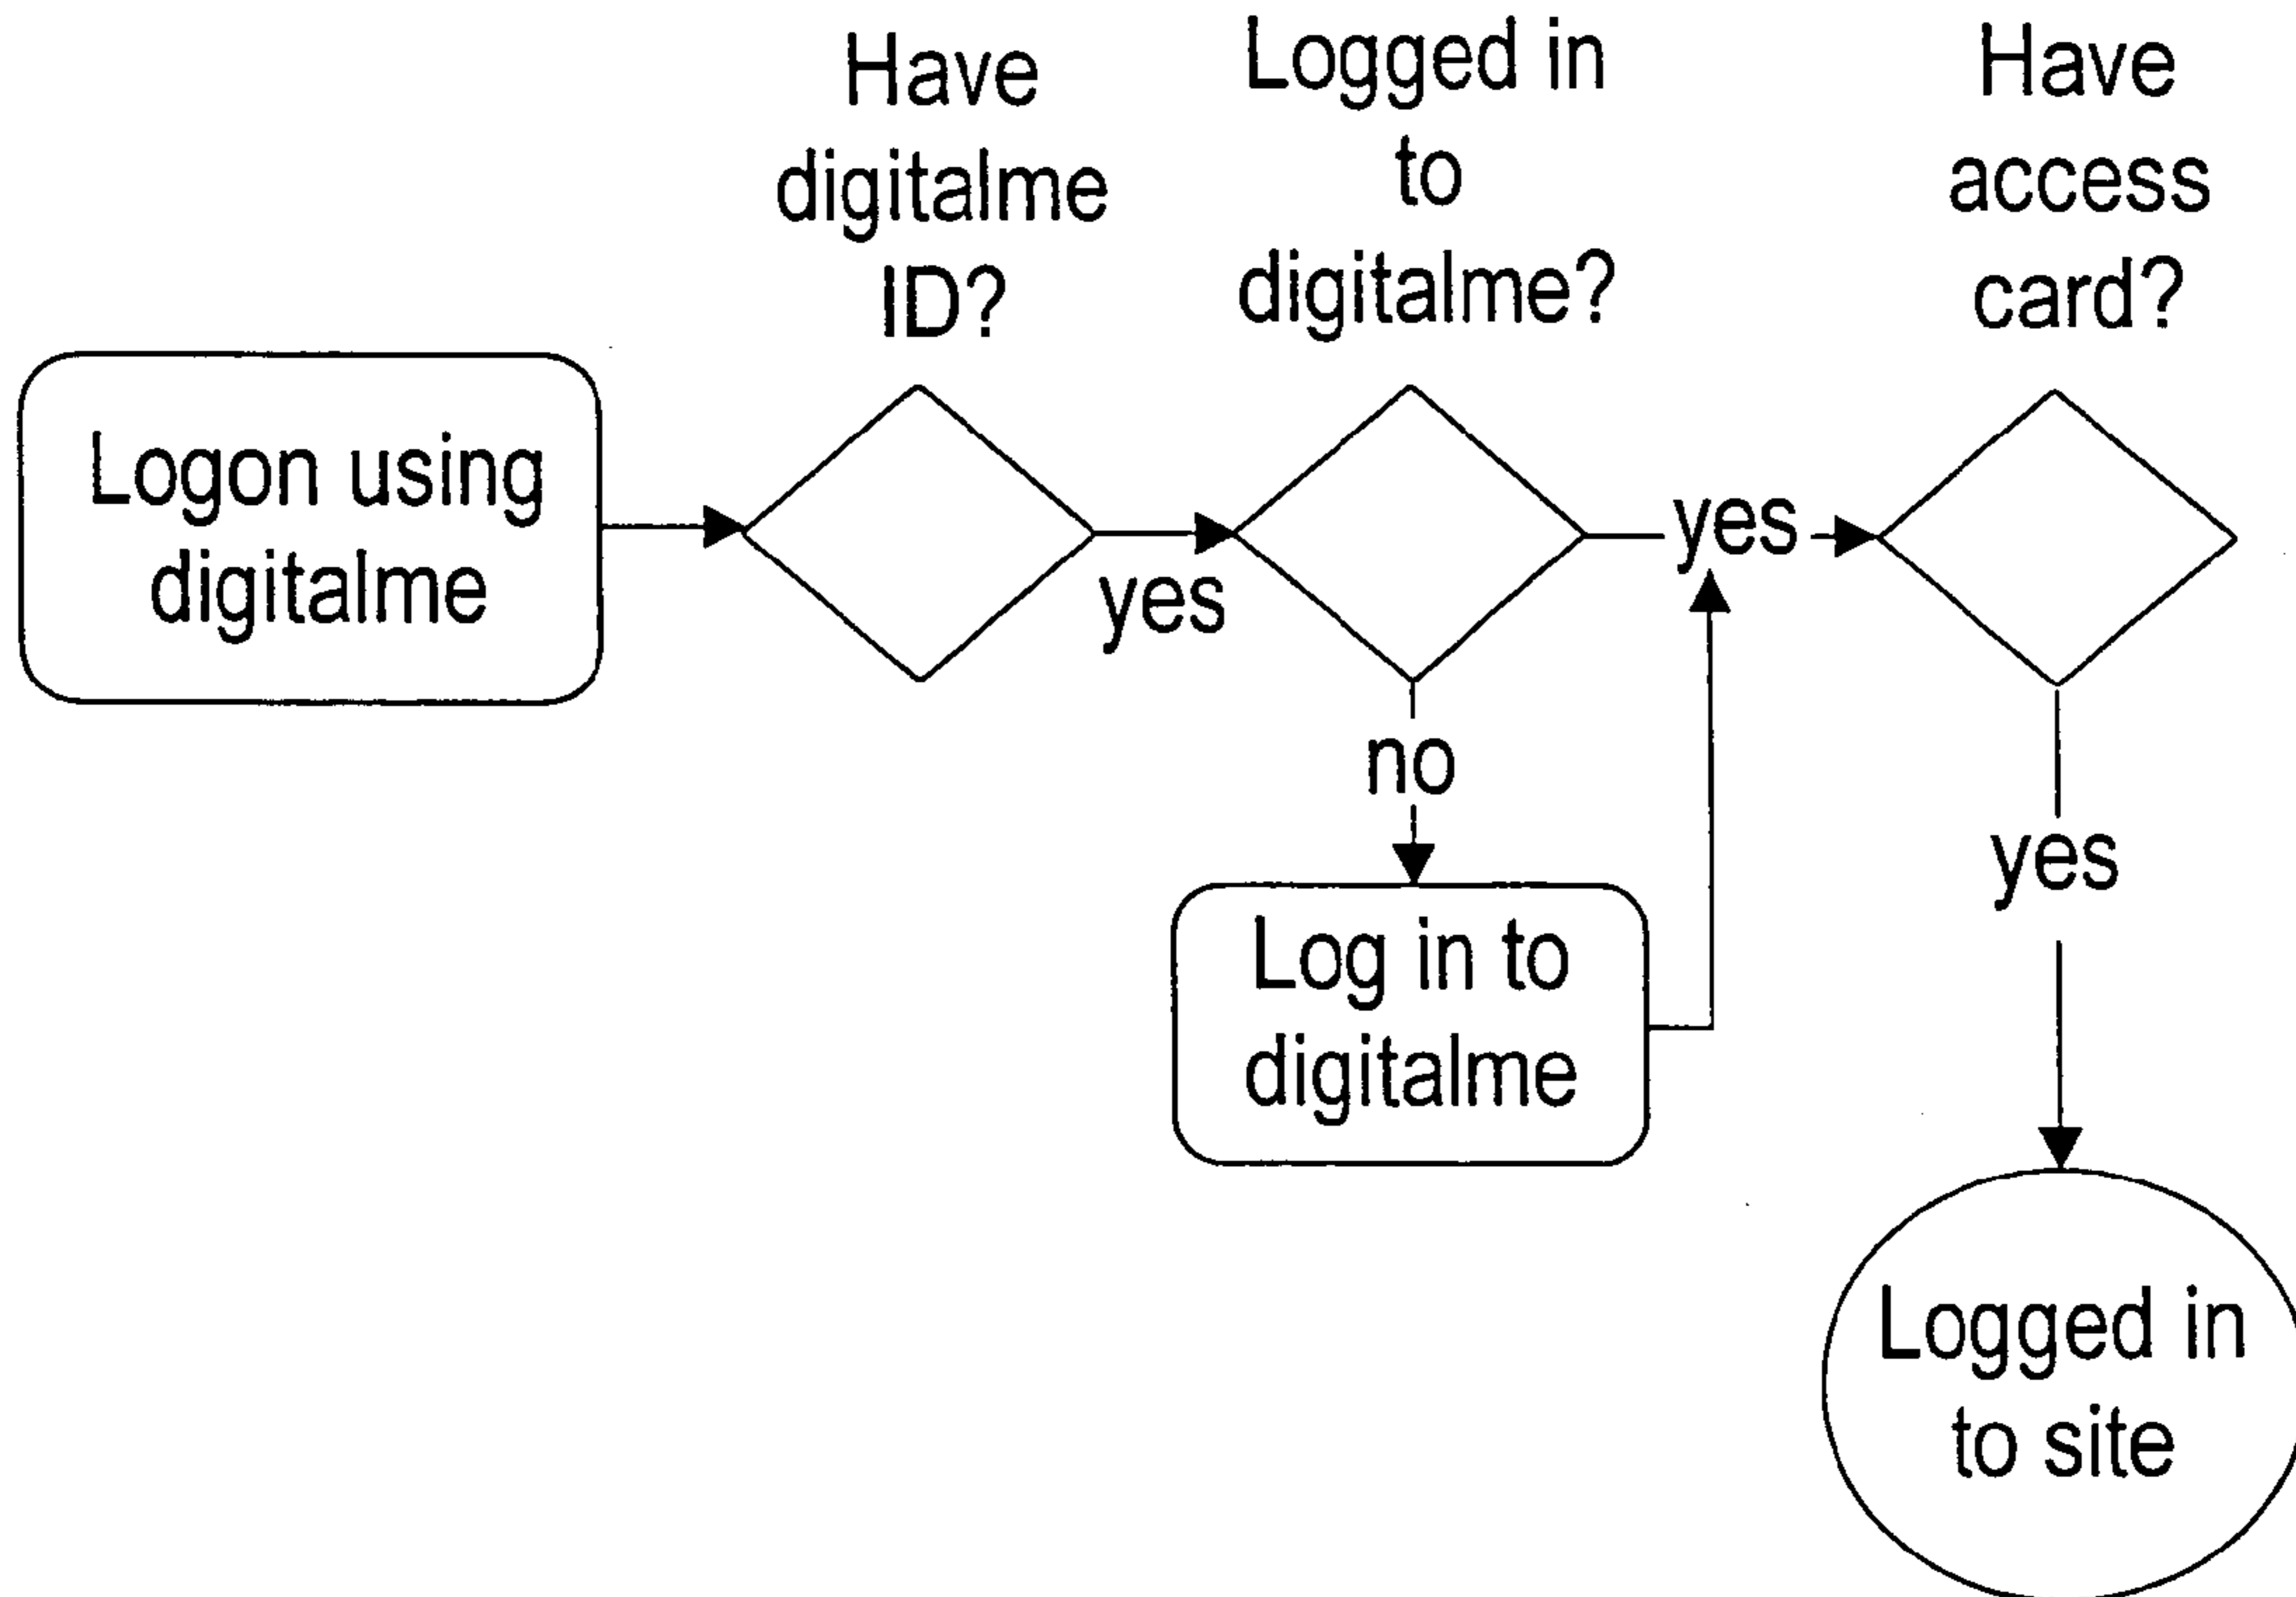 Have
digitalme
ID?
Logged in
to
digitalme?
Have
access
card?
Logon using
digitalme
yes
yes
no
yes
Log in to
digitalme
Logged in
to site